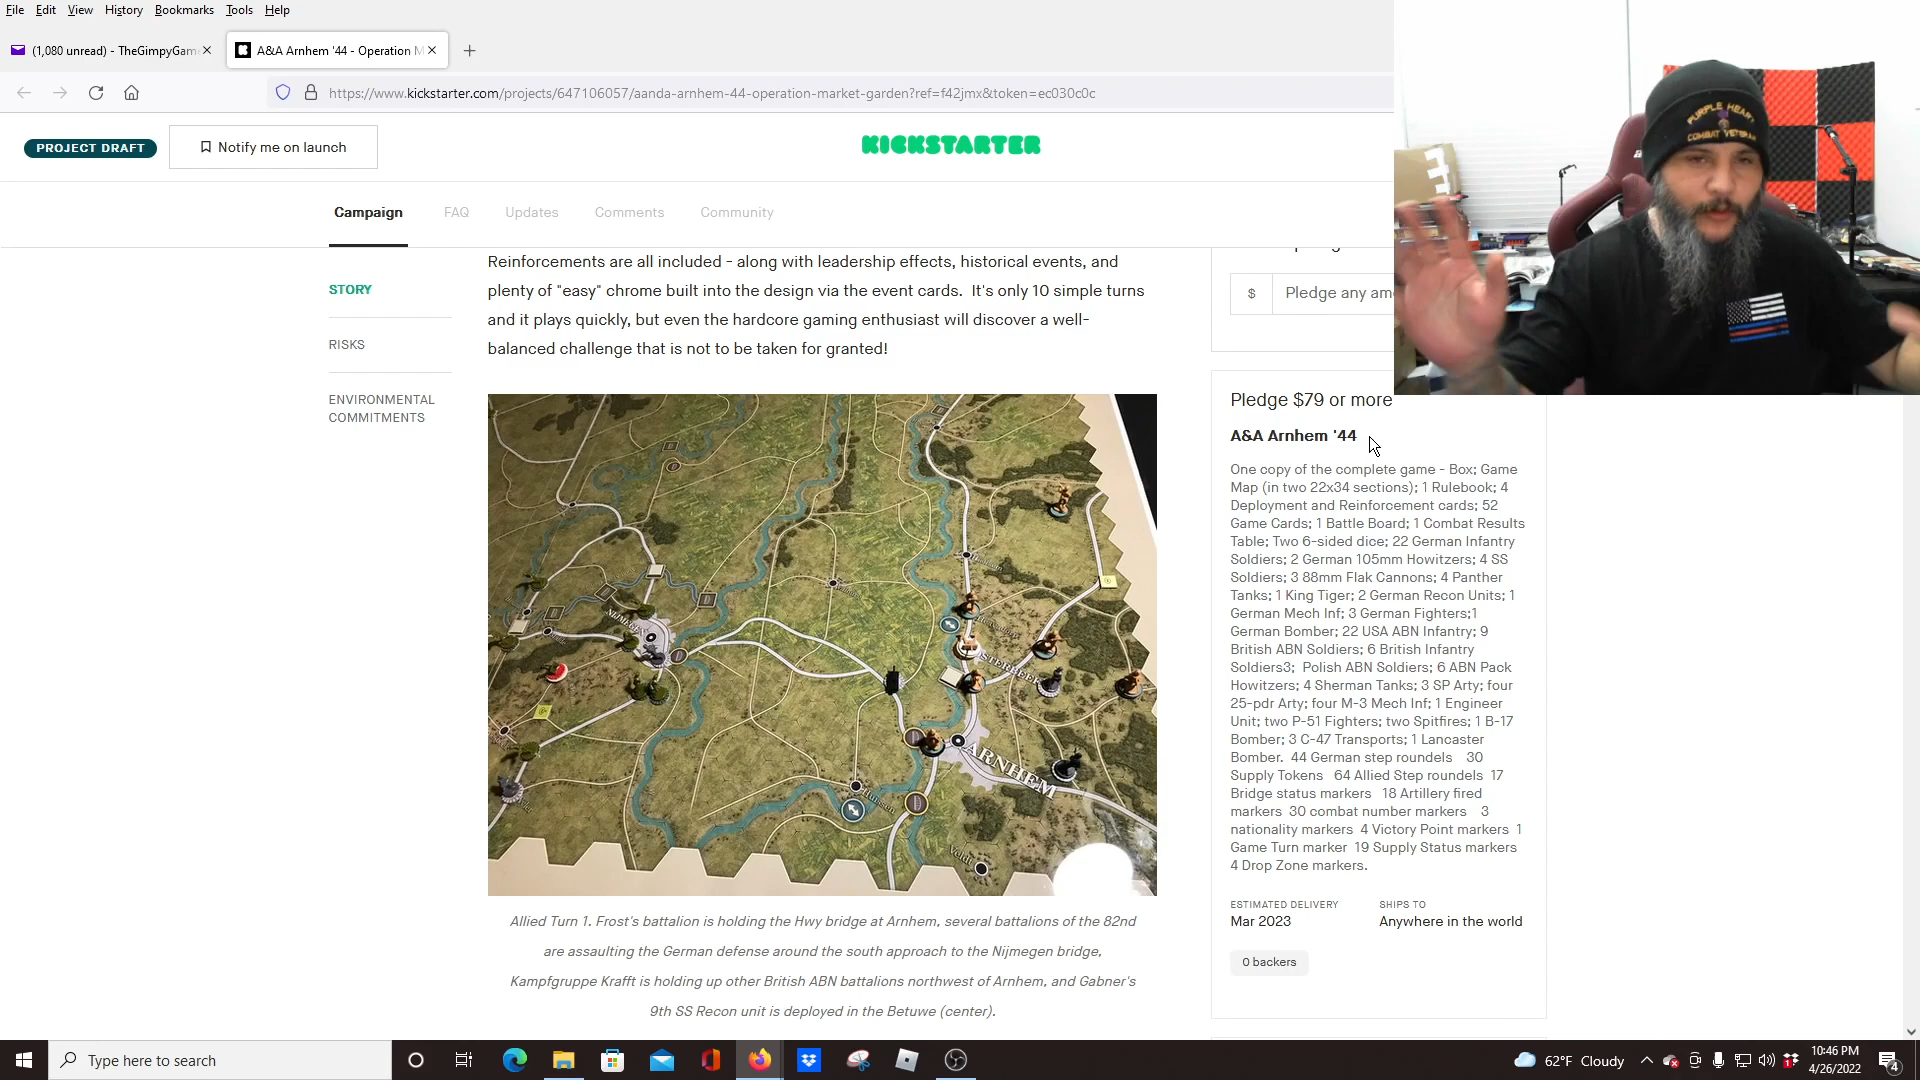 File Edit View History Bookmarks Tools Help
(1,080 unread) - TheGimpyGam
A&A Arnhem '44 - Operation M
https://www.kickstarter.com/projects/647106057/aanda-arnhem-44-operation-market-garden?ref=f42jmx&token=ec030c0c
PROJECT DRAFT
Notify me on launch
KICKSTARTER
Campaign FAQ Updates Comments Community
STORY
RISKS
ENVIRONMENTAL
COMMITMENTS
Reinforcements are all included - along with leadership effects, historical events, and
plenty of "easy" chrome built into the design via the event cards. It's only 10 simple turns
and it plays quickly, but even the hardcore gaming enthusiast will discover a well-
balanced challenge that is not to be taken for granted!
ARNHEM
Allied Turn 1. Frost's battalion is holding the Hwy bridge at Arnhem, several battalions of the 82nd
are assaulting the German defense around the south approach to the Nijmegen bridge,
Kampfgruppe Krafft is holding up other British ABN battalions northwest of Arnhem, and Gabner's
9th SS Recon unit is deployed in the Betuwe (center).
$ Pledge any am
Pledge $79 or more
A&A Arnhem '44
One copy of the complete game - Box; Game
Map (in two 22x34 sections); 1 Rulebook; 4
Deployment and Reinforcement cards; 52
Game Cards; 1 Battle Board; 1 Combat Results
Table; Two 6-sided dice; 22 German Infantry
Soldiers; 2 German 105mm Howitzers; 4 SS
Soldiers; 3 88mm Flak Cannons; 4 Panther
Tanks; 1 King Tiger; 2 German Recon Units; 1
German Mech Inf; 3 German Fighters;1
German Bomber; 22 USA ABN Infantry; 9
British ABN Soldiers; 6 British Infantry
Soldiers3; Polish ABN Soldiers; 6 ABN Pack
Howitzers; 4 Sherman Tanks; 3 SP Arty; four
25-pdr Arty; four M-3 Mech Inf; 1 Engineer
Unit; two P-51 Fighters; two Spitfires; 1 B-17
Bomber; 3 C-47 Transports; 1 Lancaster
Bomber. 44 German step roundels 30
Supply Tokens 64 Allied Step roundels 17
Bridge status markers 18 Artillery fired
markers 30 combat number markers 3
nationality markers 4 Victory Point markers 1
Game Turn marker 19 Supply Status markers
4 Drop Zone markers.
ESTIMATED DELIVERY SHIPS TO
Mar 2023 Anywhere in the world
0 backers
PURPLE HEART
COMBAT VETERAN
Type here to search
62°F Cloudy
10:46 PM
4/26/2022
4